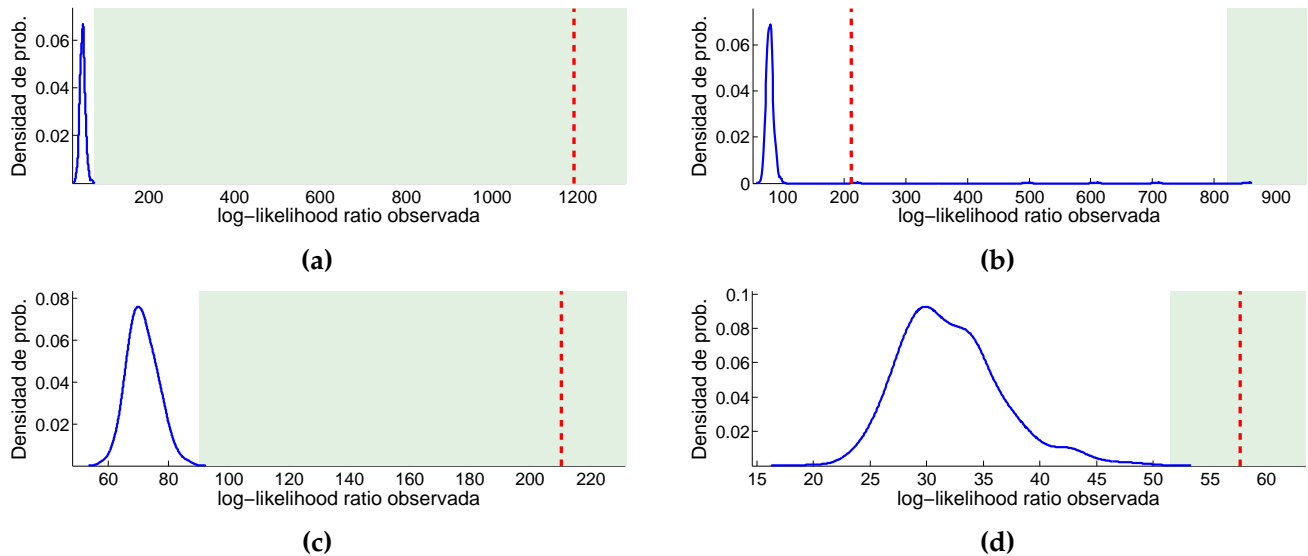 Densidad de prob.
0.06
0.04
0.02
200 400 600 800 1000 1200
log−likelihood ratio observada
(a)
Densidad de prob.
0.06
0.04
0.02
0
100 200 300 400 500 600 700 800 900
log−likelihood ratio observada
(b)
Densidad de prob.
0.08
0.06
0.04
0.02
60 80 100 120 140 160 180 200 220
log−likelihood ratio observada
(c)
Densidad de prob.
0.1
0.08
0.06
0.04
0.02
15 20 25 30 35 40 45 50 55 60
log−likelihood ratio observada
(d)